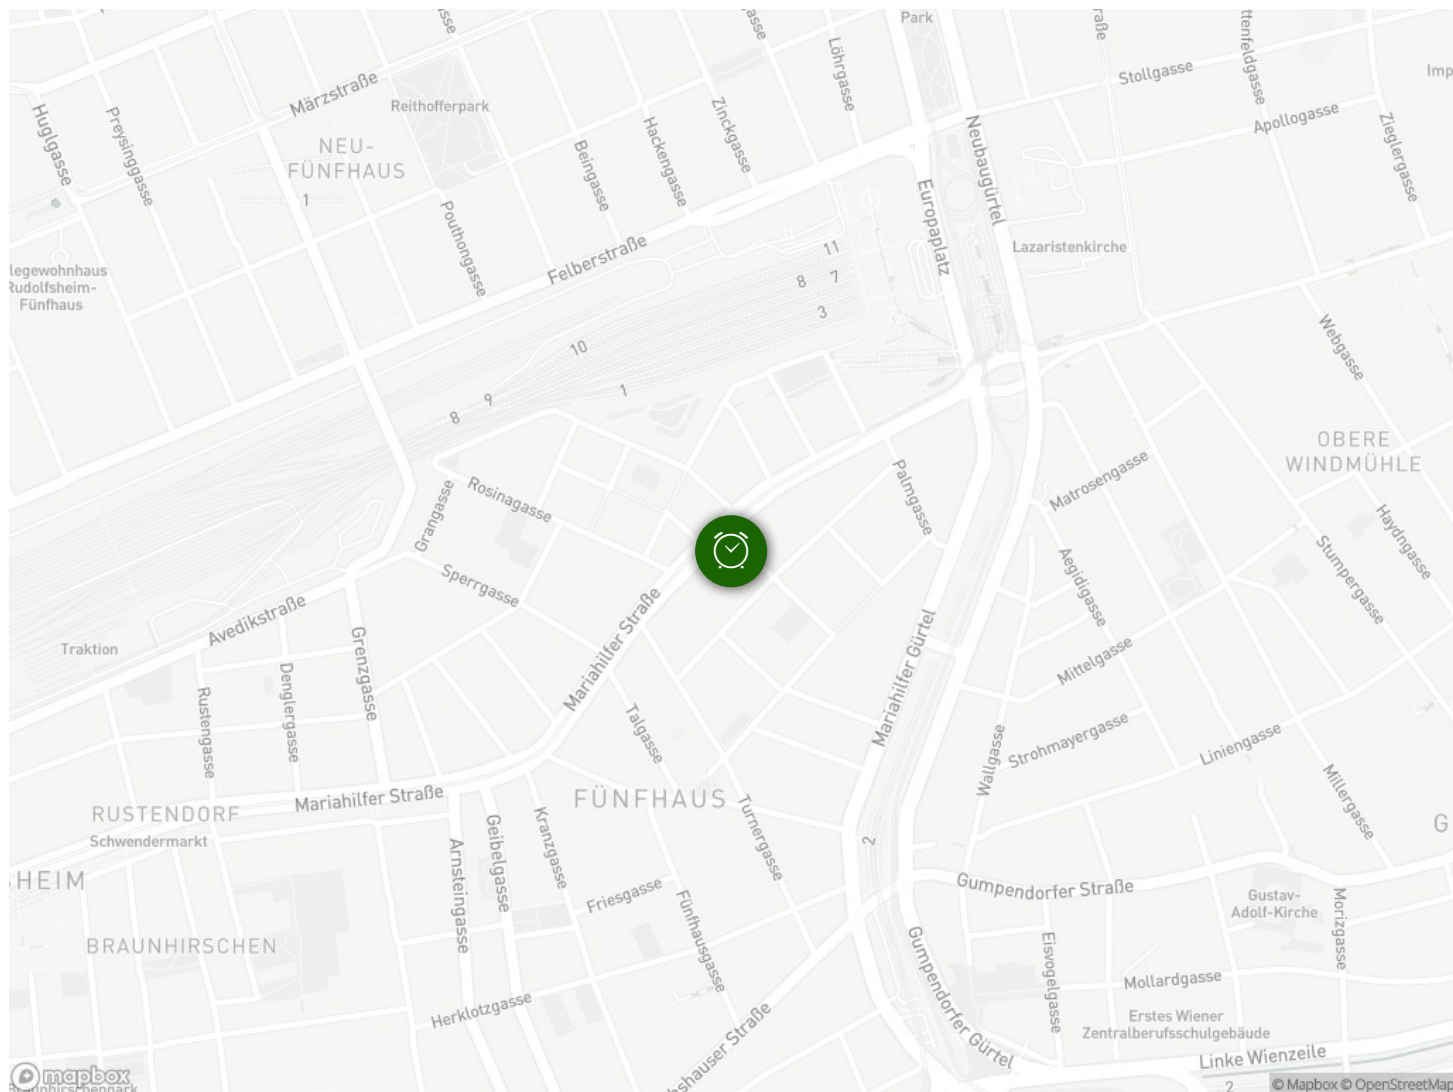 Park
Stollgasse
Apollogasse
Zieglergasse
Löhrgasse
Zinckgasse
Hackengasse
Beingasse
Märzstraße
Reithofferpark
Huglgasse
Preysinggasse
NEU-
FÜNFHAUS
1
Pouthongasse
Felberstraße
Europaplatz
Neubaugürtel
Lazaristenkirche
Rudolfsheim-
Fünfhaus
11
8
7
3
10
1
9
8
Webgasse
OBERE
WINDMÜHLE
Haydngasse
Stumpergasse
Matrosengasse
Palmgasse
Aegidigasse
Mittelgasse
Grangasse
Rosinagasse
Sperrgasse
Avedikstraße
Traktion
Grenzgasse
Denglergasse
Rustengasse
Mariahilfer Straße
Mariahilfer Gürtel
Talgasse
Strohmayergasse
Wallgasse
Liniengasse
Millergasse
G
FÜNFHAUS
Mariahilfer Straße
RUSTENDORF
Schwendermarkt
SHEIM
Turnergasse
Kranzgasse
Geibelgasse
Arnsteingasse
2
Gumpendorfer Straße
Gustav-
Adolf-Kirche
Morizgasse
Friesgasse
Fünfhausgasse
BRAUNHIRSCHEN
Eisvogelgasse
Mollardgasse
Herklotzgasse
Gumpendorfer Gürtel
Erstes Wiener
Zentralberufsschulgebäude
Linke Wienzeile
2
mapbox
© Mapbox © OpenStreetMap